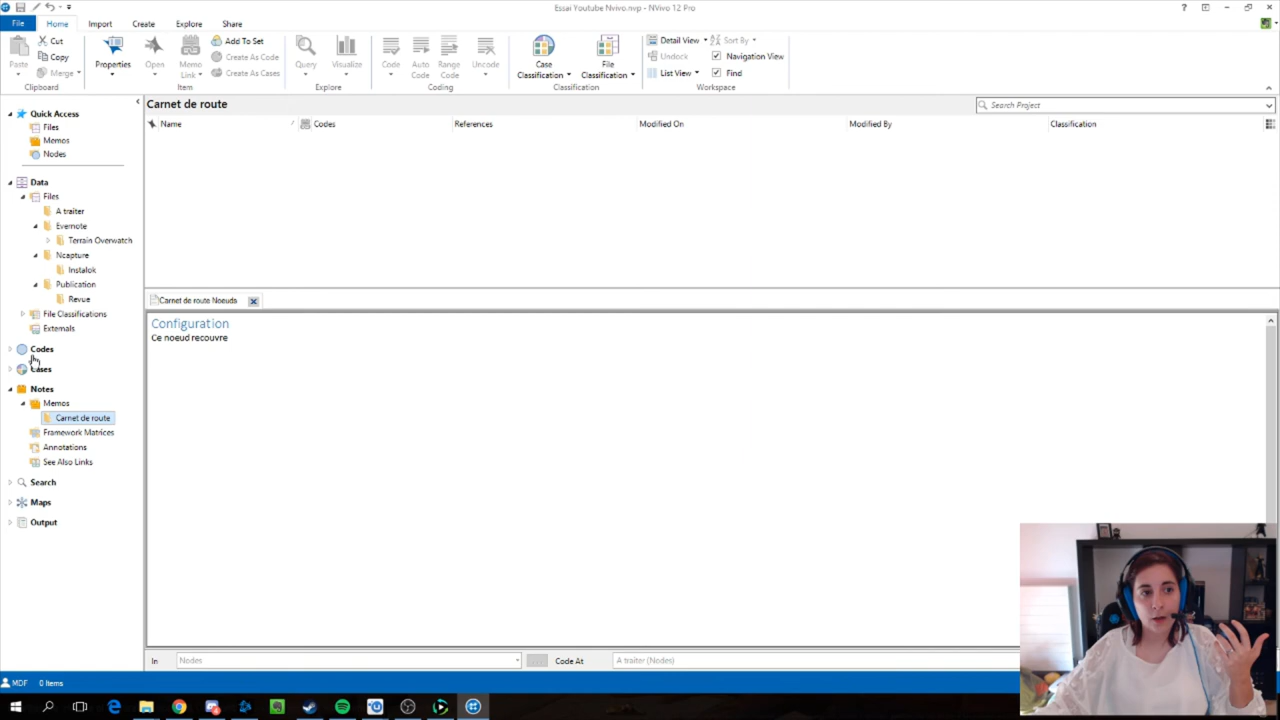 Essai Youtube Nvivo.nvp - NVivo 12 Pro
File Home Import Create Explore Share
Paste Cut Copy Merge Clipboard
Properties Open Memo Link Add To Set Create As Code Create As Cases Item
Query Visualize Explore
Code Auto Code Range Code Uncode Coding
Case Classification File Classification Classification
Detail View Sort By Undock Navigation View List View Find Workspace
Quick Access
Files
Memos
Nodes
Data
Files
A traiter
Evernote
Terrain Overwatch
Ncapture
Instalok
Publication
Revue
File Classifications
Externals
Codes
Cases
Notes
Memos
Carnet de route
Framework Matrices
Annotations
See Also Links
Search
Maps
Output
Carnet de route Search Project
Name Codes References Modified On Modified By Classification
Carnet de route Noeuds
Configuration
Ce noeud recouvre
In Nodes ... Code At A traiter (Nodes)
MDF 0 Items